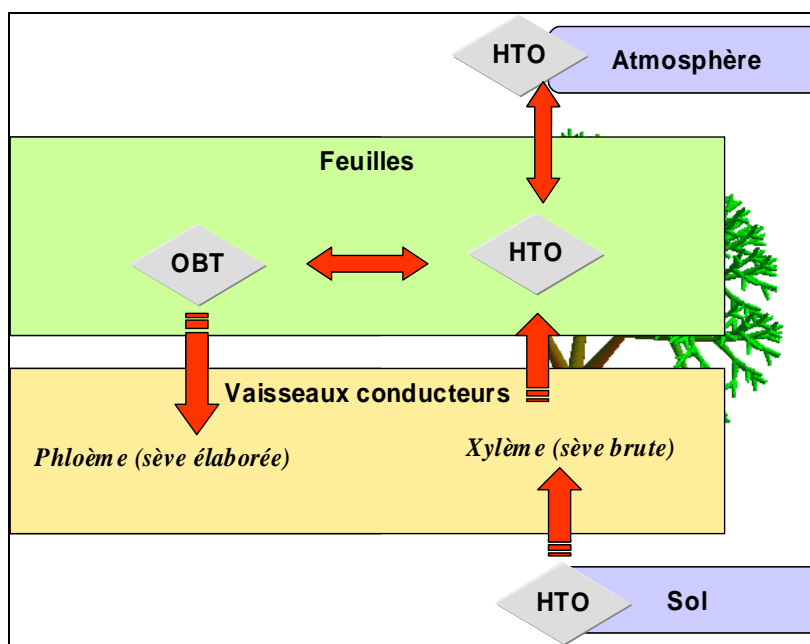 HTO
Atmosphère
Feuilles
OBT
HTO
Vaisseaux conducteurs
Phloème (sève élaborée)
Xylème (sève brute)
HTO
Sol